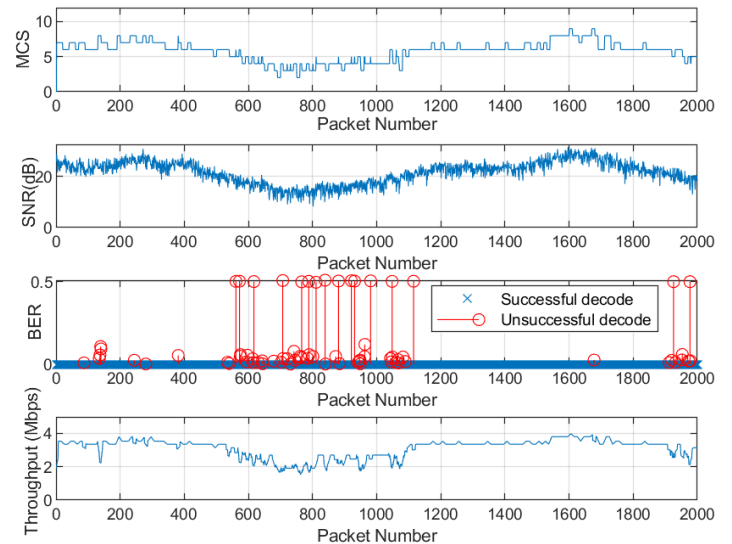 MCS
10
5
0
0 200 400 600 800 1000 1200 1400 1600 1800 2000
Packet Number
SNR(dB)
20
0
0 200 400 600 800 1000 1200 1400 1600 1800 2000
Packet Number
BER
0.5
0
Successful decode
Unsuccessful decode
0 200 400 600 800 1000 1200 1400 1600 1800 2000
Packet Number
Throughput (Mbps)
4
2
0
0 200 400 600 800 1000 1200 1400 1600 1800 2000
Packet Number